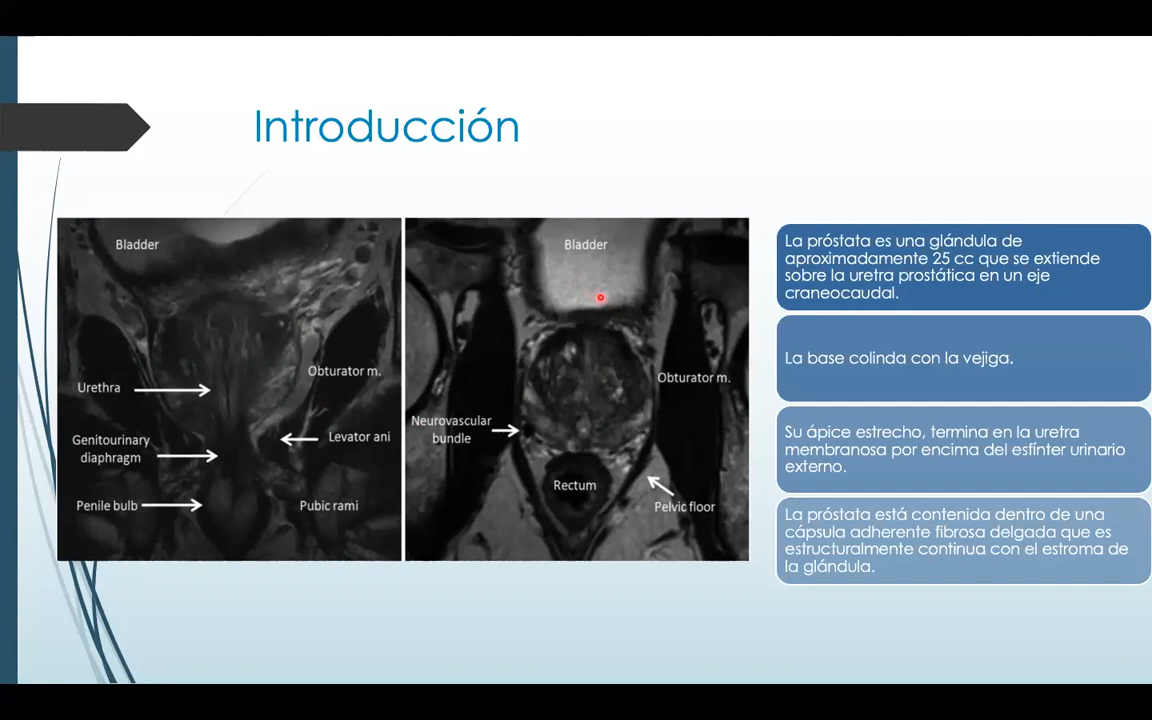 Introducción
Bladder
Urethra
Obturator m.
Genitourinary
diaphragm
Levator ani
Penile bulb
Pubic rami
Bladder
Obturator m.
Neurovascular
bundle
Rectum
Pelvic floor
La próstata es una glándula de
aproximadamente 25 cc que se extiende
sobre la uretra prostática en un eje
craneocaudal.
La base colinda con la vejiga.
Su ápice estrecho, termina en la uretra
membranosa por encima del esfínter urinario
externo.
La próstata está contenida dentro de una
cápsula adherente fibrosa delgada que es
estructuralmente continua con el estroma de
la glándula.